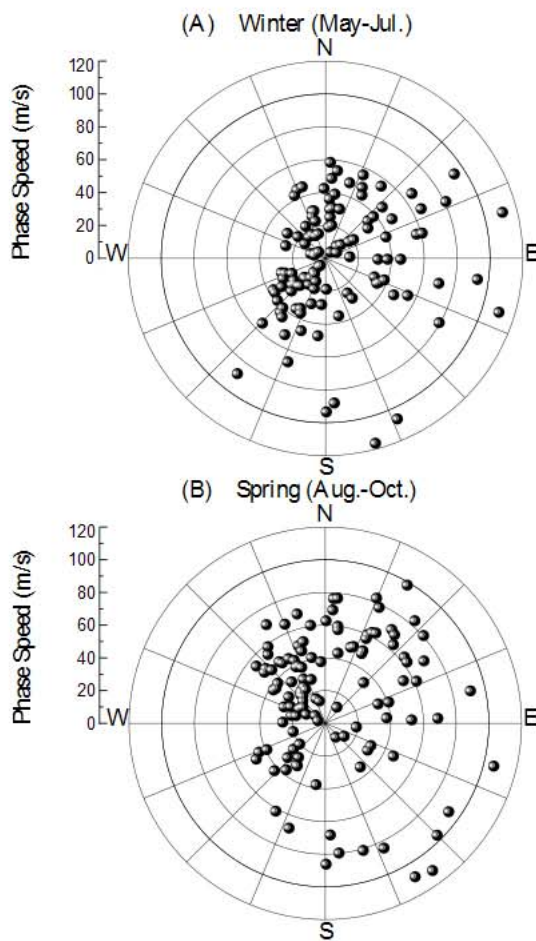 (A) Winter (May-Jul.)
N
120
100
80
60
40
20
0
Phase Speed (m/s)
W
E
S
(B) Spring (Aug.-Oct.)
N
120
100
80
60
40
20
0
Phase Speed (m/s)
W
E
S